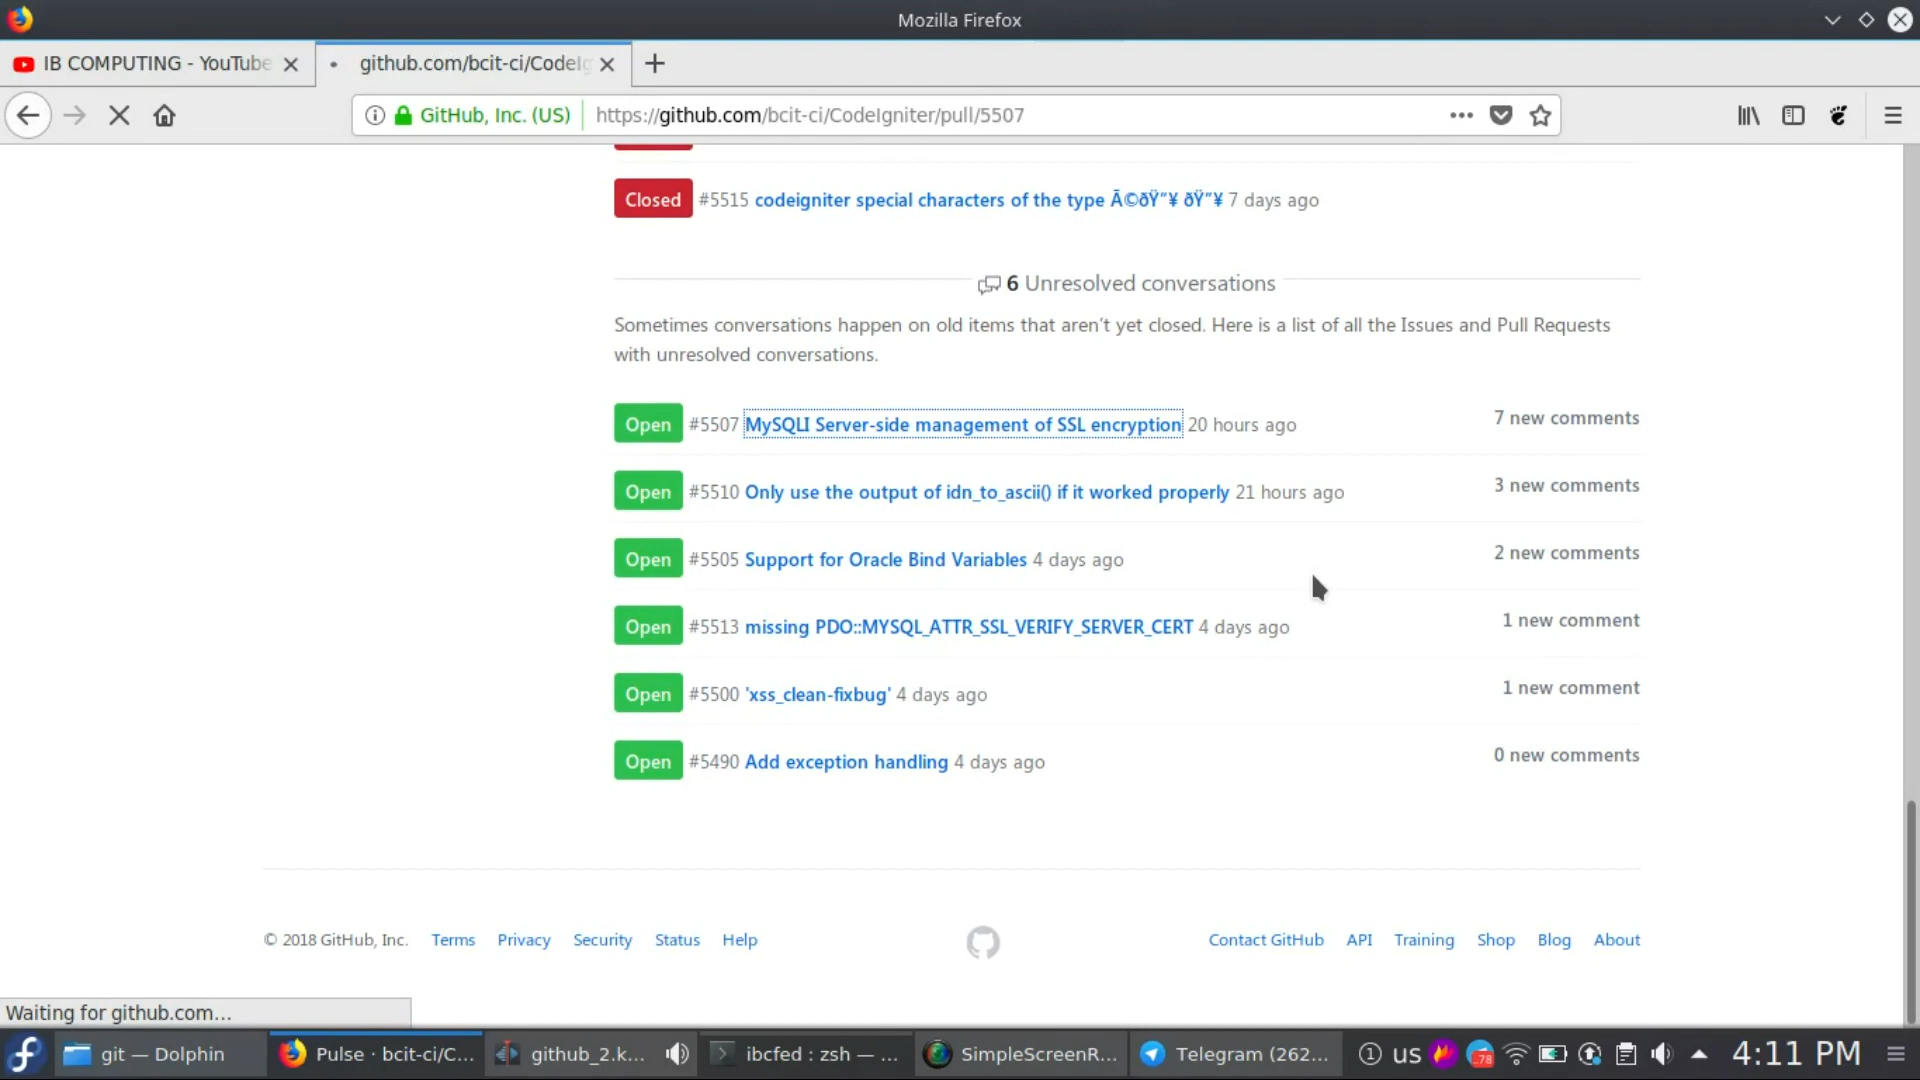 Mozilla Firefox
IB COMPUTING - YouTube
github.com/bcit-ci/CodeIg
GitHub, Inc. (US)
https://github.com/bcit-ci/CodeIgniter/pull/5507
Closed #5515 codeigniter special characters of the type Ã©ðŸ”¥ ðŸ”¥ 7 days ago
6 Unresolved conversations
Sometimes conversations happen on old items that aren't yet closed. Here is a list of all the Issues and Pull Requests
with unresolved conversations.
Open #5507 MySQLI Server-side management of SSL encryption 20 hours ago 7 new comments
Open #5510 Only use the output of idn_to_ascii() if it worked properly 21 hours ago 3 new comments
Open #5505 Support for Oracle Bind Variables 4 days ago 2 new comments
Open #5513 missing PDO::MYSQL_ATTR_SSL_VERIFY_SERVER_CERT 4 days ago 1 new comment
Open #5500 'xss_clean-fixbug' 4 days ago 1 new comment
Open #5490 Add exception handling 4 days ago 0 new comments
© 2018 GitHub, Inc. Terms Privacy Security Status Help Contact GitHub API Training Shop Blog About
Waiting for github.com...
git — Dolphin
Pulse · bcit-ci/C...
github_2.k...
ibcfed : zsh — ...
SimpleScreenR...
Telegram (262...
1
us
78
4:11 PM